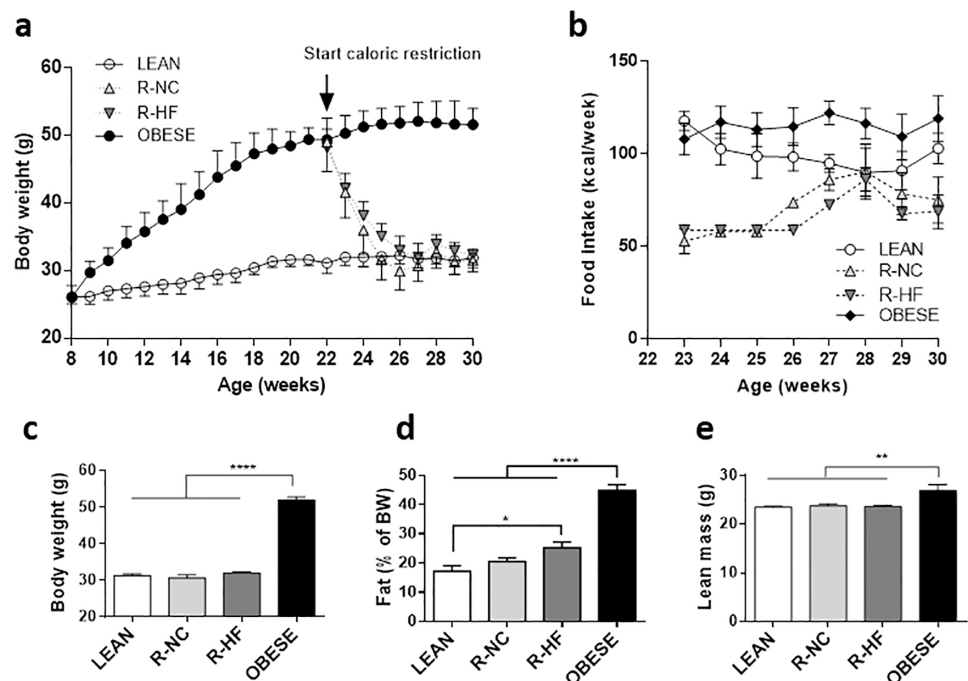 a
Start caloric restriction
LEAN
R-NC
R-HF
OBESE
60
50
40
30
20
Body weight (g)
8 10 12 14 16 18 20 22 24 26 28 30
Age (weeks)
b
150
100
50
0
Food Intake (kcal/week)
LEAN
R-NC
R-HF
OBESE
22 23 24 25 26 27 28 29 30
Age (weeks)
c
****
60
50
40
30
20
Body weight (g)
LEAN R-NC R-HF OBESE
d
****
*
50
40
30
20
10
0
Fat (% of BW)
LEAN R-NC R-HF OBESE
e
**
30
20
10
0
Lean mass (g)
LEAN R-NC R-HF OBESE